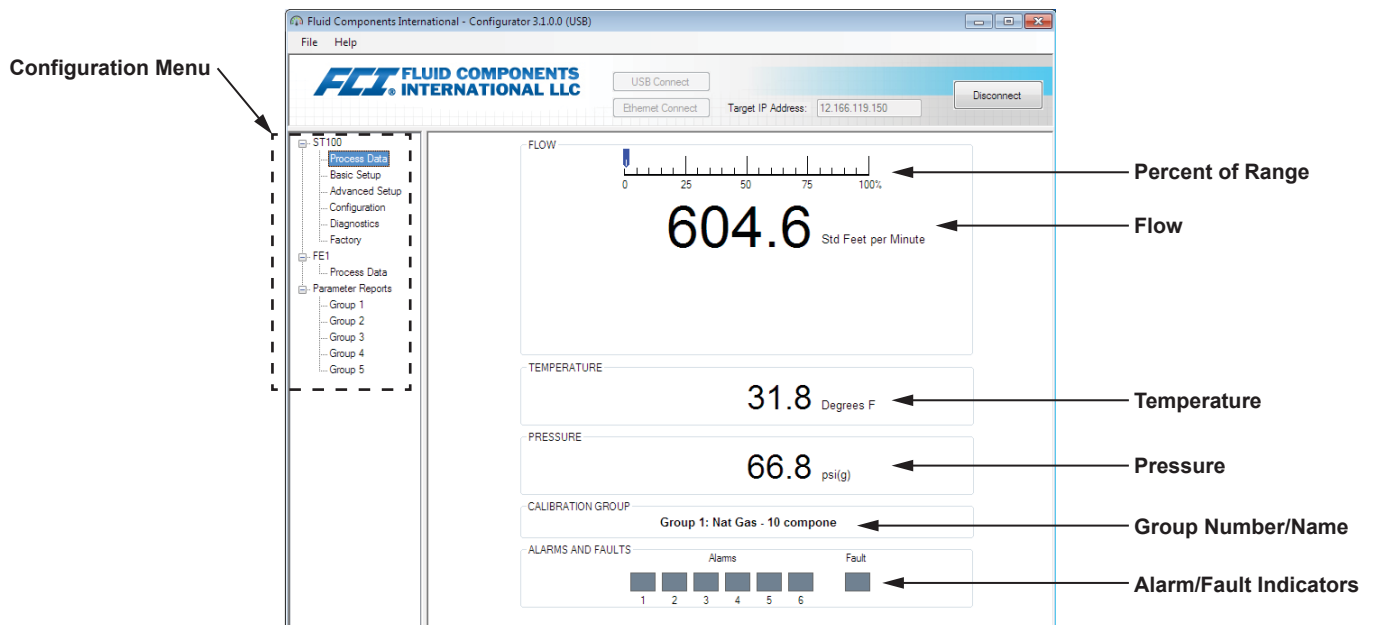 Fluid Components International - Configurator 3.1.0.0 (USB)
File Help
Configuration Menu
FCI® FLUID COMPONENTS
INTERNATIONAL LLC
USB Connect
Ethernet Connect
Target IP Address: 12.166.119.150
Disconnect
ST100
Process Data
Basic Setup
Advanced Setup
Configuration
Diagnostics
Factory
FE1
Process Data
Parameter Reports
Group 1
Group 2
Group 3
Group 4
Group 5
FLOW
0 25 50 75 100%
Percent of Range
604.6 Std Feet per Minute
Flow
TEMPERATURE
31.8 Degrees F
Temperature
PRESSURE
66.8 psi(g)
Pressure
CALIBRATION GROUP
Group 1: Nat Gas - 10 compone
Group Number/Name
ALARMS AND FAULTS
Alarms Fault
1 2 3 4 5 6
Alarm/Fault Indicators